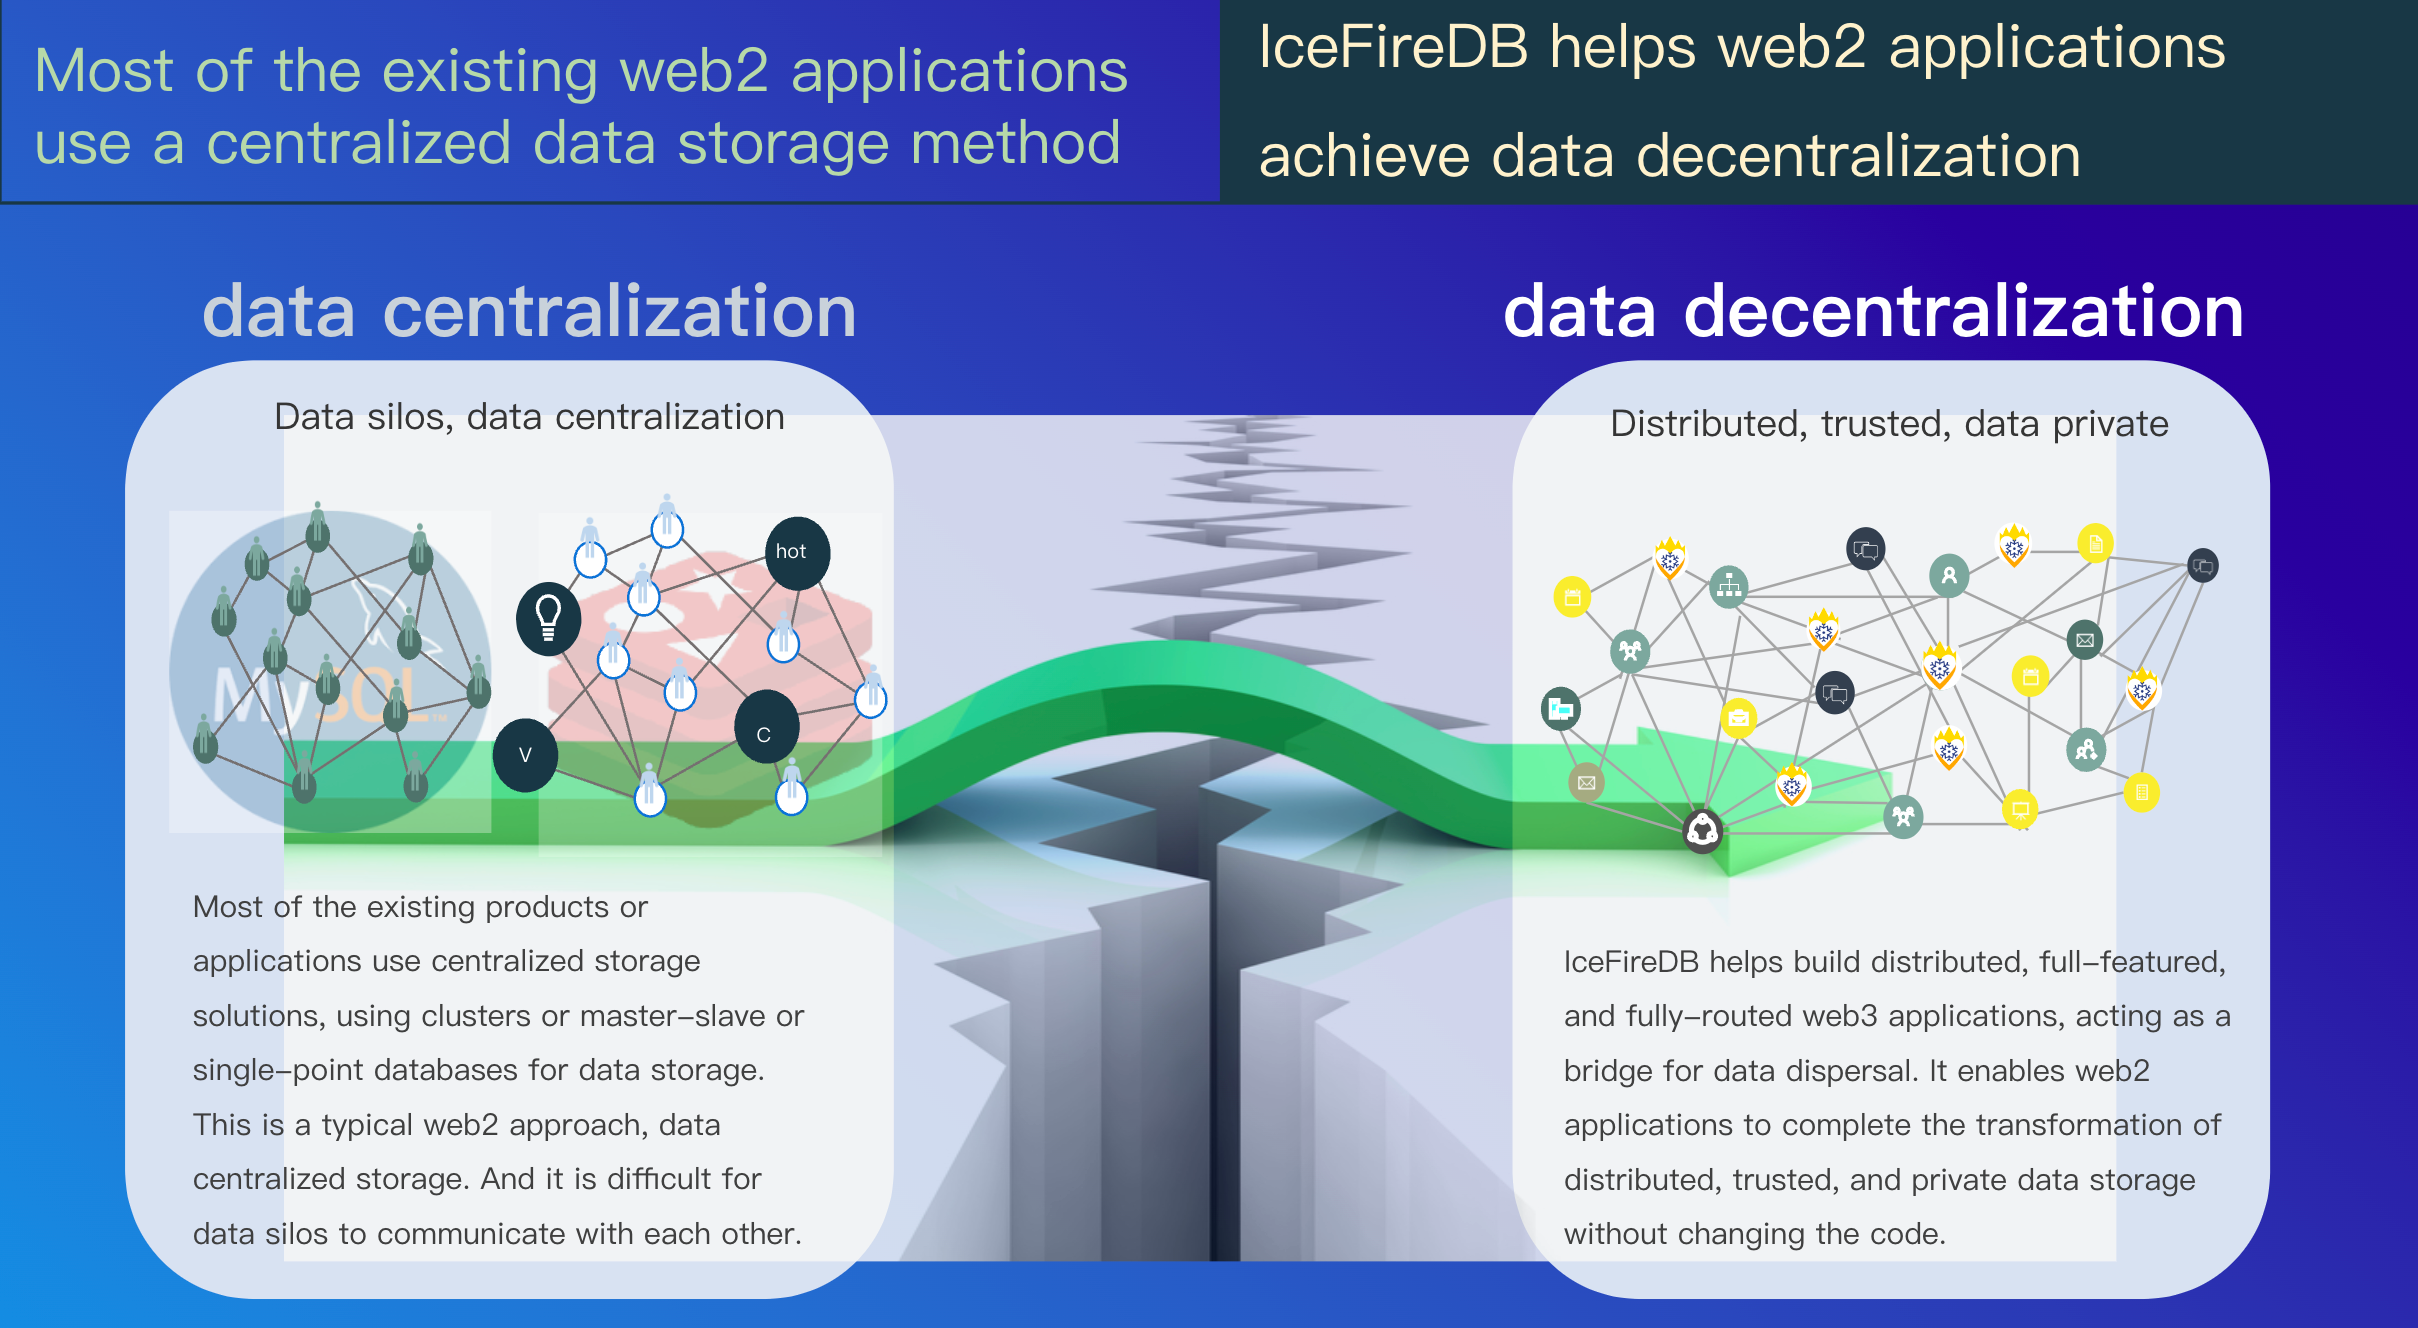 Most of the existing web2 applications
use a centralized data storage method
IceFireDB helps web2 applications
achieve data decentralization
data centralization
data decentralization
Data silos, data centralization
Distributed, trusted, data private
hot
MySQL™
V
C
Most of the existing products or
applications use centralized storage
solutions, using clusters or master-slave or
single-point databases for data storage.
This is a typical web2 approach, data
centralized storage. And it is difficult for
data silos to communicate with each other.
IceFireDB helps build distributed, full-featured,
and fully-routed web3 applications, acting as a
bridge for data dispersal. It enables web2
applications to complete the transformation of
distributed, trusted, and private data storage
without changing the code.